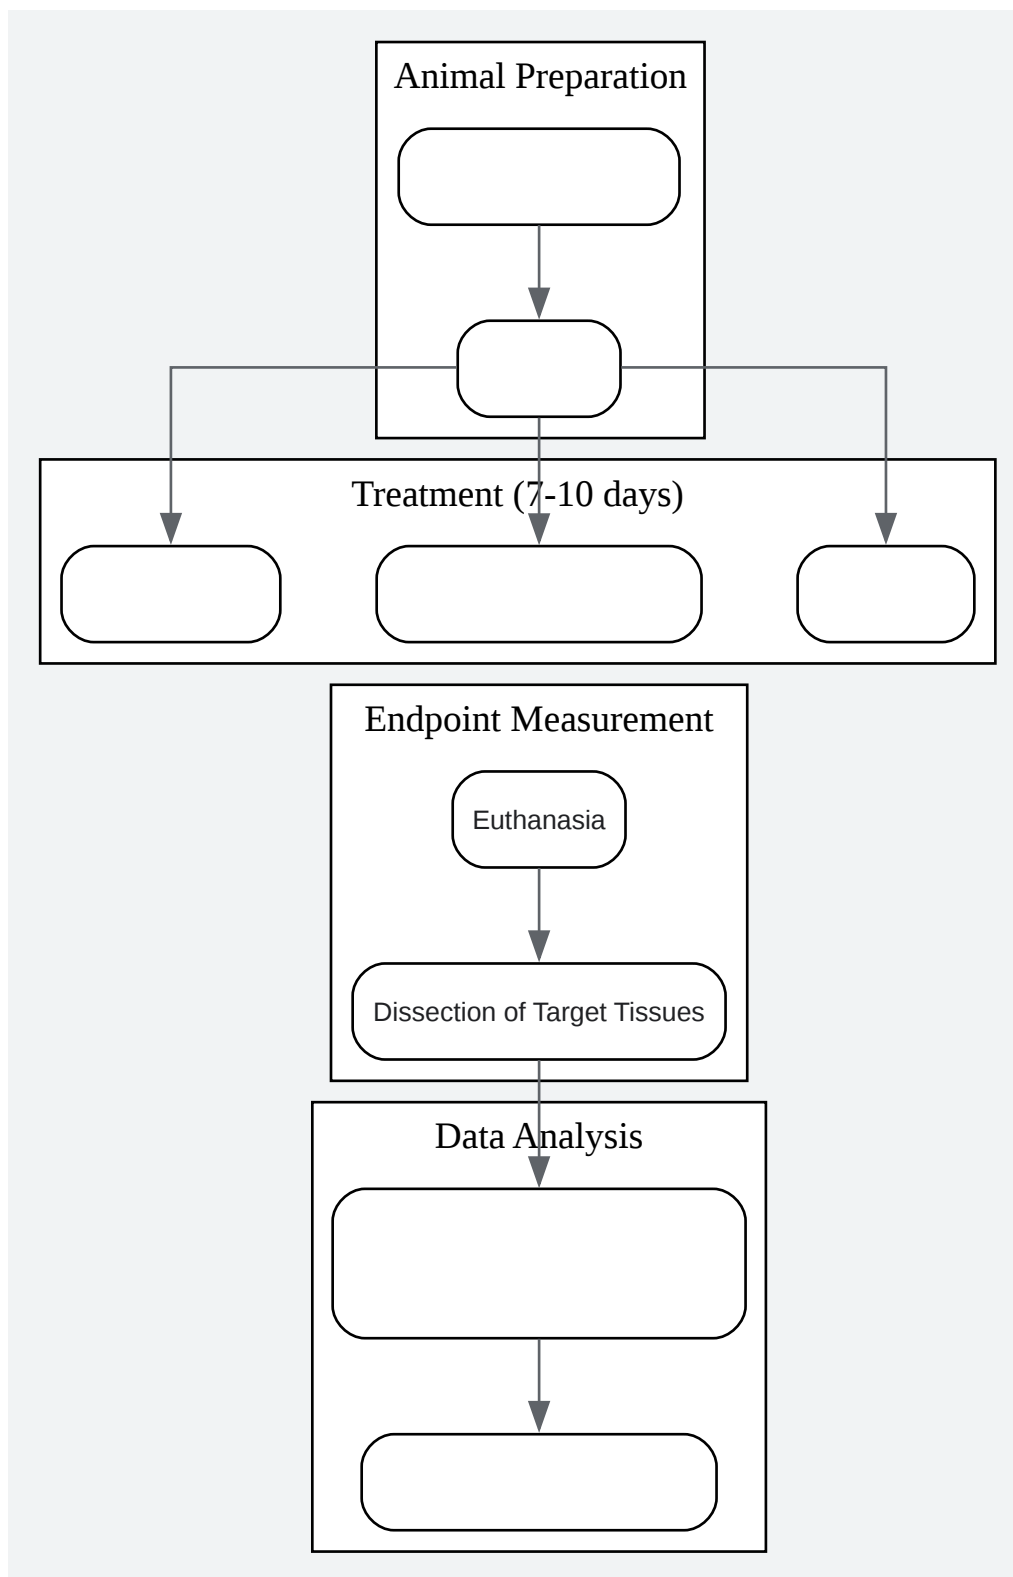 Animal Preparation
Treatment (7-10 days)
Endpoint Measurement
Euthanasia
Dissection of Target Tissues
Data Analysis